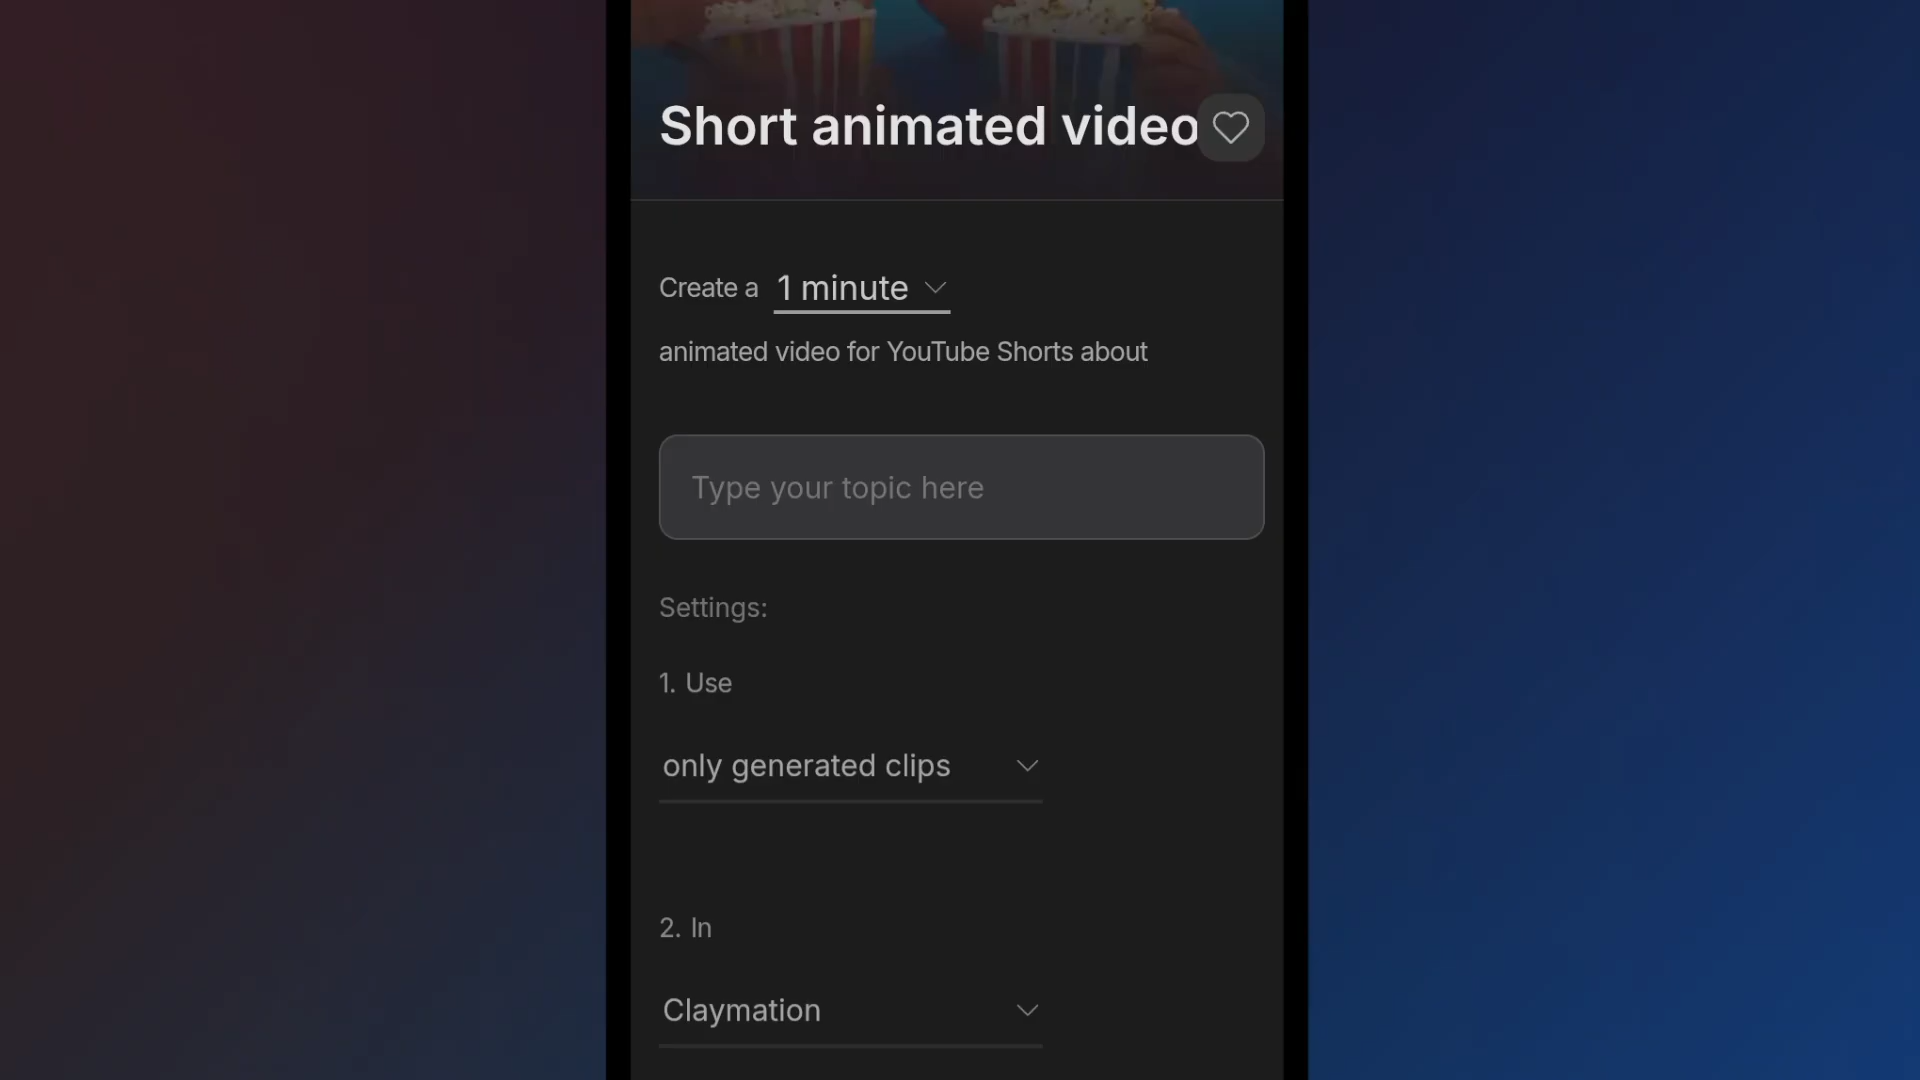 Short animated video
Create a 1 minute
animated video for YouTube Shorts about
Type your topic here
Settings:
1. Use
only generated clips
2. In
Claymation